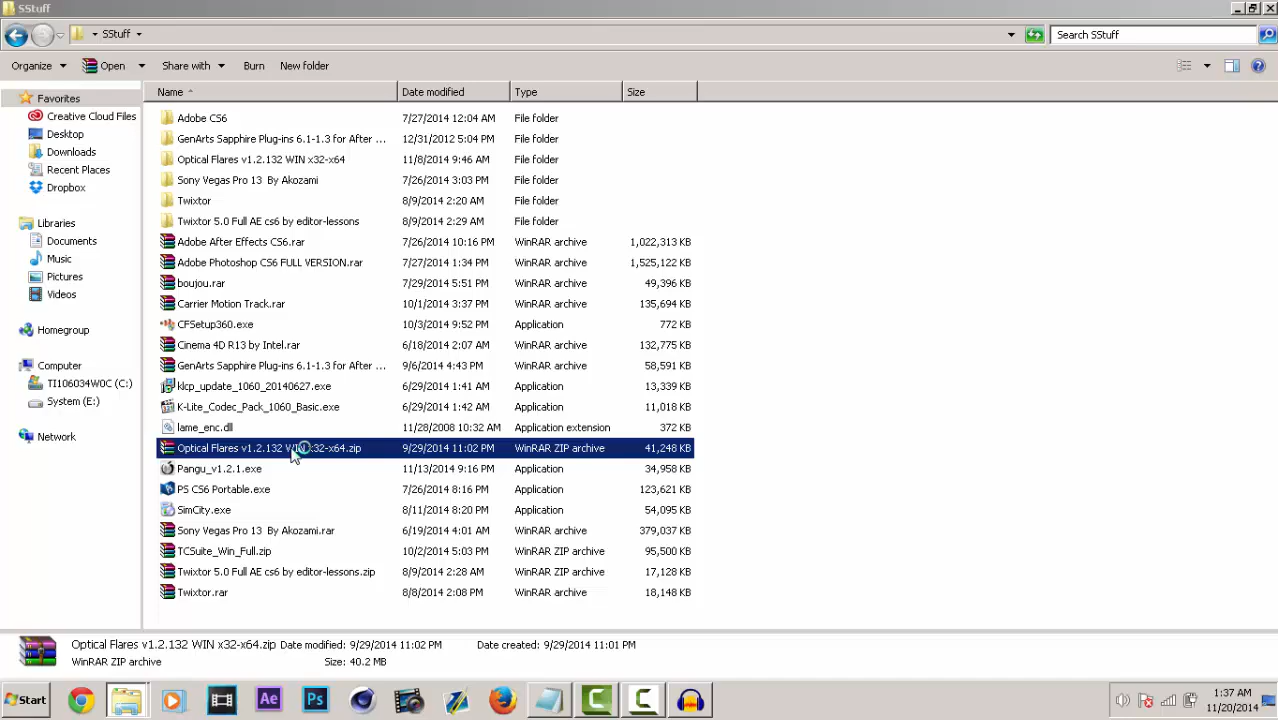 SStuff
SStuff
Search SStuff
Organize Open Share with Burn New folder
Name Date modified Type Size
Favorites
Creative Cloud Files
Desktop
Downloads
Recent Places
Dropbox
Libraries
Documents
Music
Pictures
Videos
Homegroup
Computer
TI106034W0C (C:)
System (E:)
Network
Adobe CS6 7/27/2014 12:04 AM File folder
GenArts Sapphire Plug-ins 6.1-1.3 for After ... 12/31/2012 5:04 PM File folder
Optical Flares v1.2.132 WIN x32-x64 11/8/2014 9:46 AM File folder
Sony Vegas Pro 13 By Akozami 7/26/2014 3:03 PM File folder
Twixtor 8/9/2014 2:20 AM File folder
Twixtor 5.0 Full AE cs6 by editor-lessons 8/9/2014 2:29 AM File folder
Adobe After Effects CS6.rar 7/26/2014 10:16 PM WinRAR archive 1,022,313 KB
Adobe Photoshop CS6 FULL VERSION.rar 7/27/2014 1:34 PM WinRAR archive 1,525,122 KB
boujou.rar 7/29/2014 5:51 PM WinRAR archive 49,396 KB
Carrier Motion Track.rar 10/1/2014 3:37 PM WinRAR archive 135,694 KB
CFSetup360.exe 10/3/2014 9:52 PM Application 772 KB
Cinema 4D R13 by Intel.rar 6/18/2014 2:07 AM WinRAR archive 132,775 KB
GenArts Sapphire Plug-ins 6.1-1.3 for After ... 9/6/2014 4:43 PM WinRAR archive 58,591 KB
klcp_update_1060_20140627.exe 6/29/2014 1:41 AM Application 13,339 KB
K-Lite_Codec_Pack_1060_Basic.exe 6/29/2014 1:42 AM Application 11,018 KB
lame_enc.dll 11/28/2008 10:32 AM Application extension 372 KB
Optical Flares v1.2.132 WIN x32-x64.zip 9/29/2014 11:02 PM WinRAR ZIP archive 41,248 KB
Pangu_v1.2.1.exe 11/13/2014 9:16 PM Application 34,958 KB
PS CS6 Portable.exe 7/26/2014 8:16 PM Application 123,621 KB
SimCity.exe 8/11/2014 8:20 PM Application 54,095 KB
Sony Vegas Pro 13 By Akozami.rar 6/19/2014 4:01 AM WinRAR archive 379,037 KB
TCSuite_Win_Full.zip 10/2/2014 5:03 PM WinRAR ZIP archive 95,500 KB
Twixtor 5.0 Full AE cs6 by editor-lessons.zip 8/9/2014 2:28 AM WinRAR ZIP archive 17,128 KB
Twixtor.rar 8/8/2014 2:08 PM WinRAR archive 18,148 KB
Optical Flares v1.2.132 WIN x32-x64.zip Date modified: 9/29/2014 11:02 PM Date created: 9/29/2014 11:01 PM
WinRAR ZIP archive Size: 40.2 MB
Start Ae Ps 1:37 AM
11/20/2014